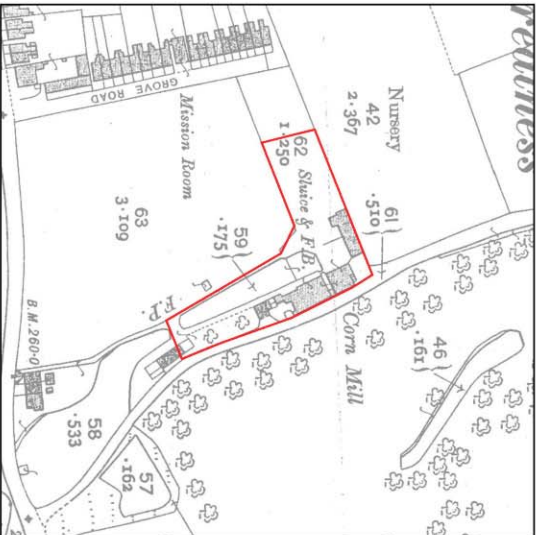 reatness
Nursery
42
2.367
61
.510
62
1.250
Sluice & F.B.
GROVE ROAD
Mission Room
63
3.109
59
.175
F.P.
Corn Mill
46
.161
B.M.260.0
58
.533
57
.162